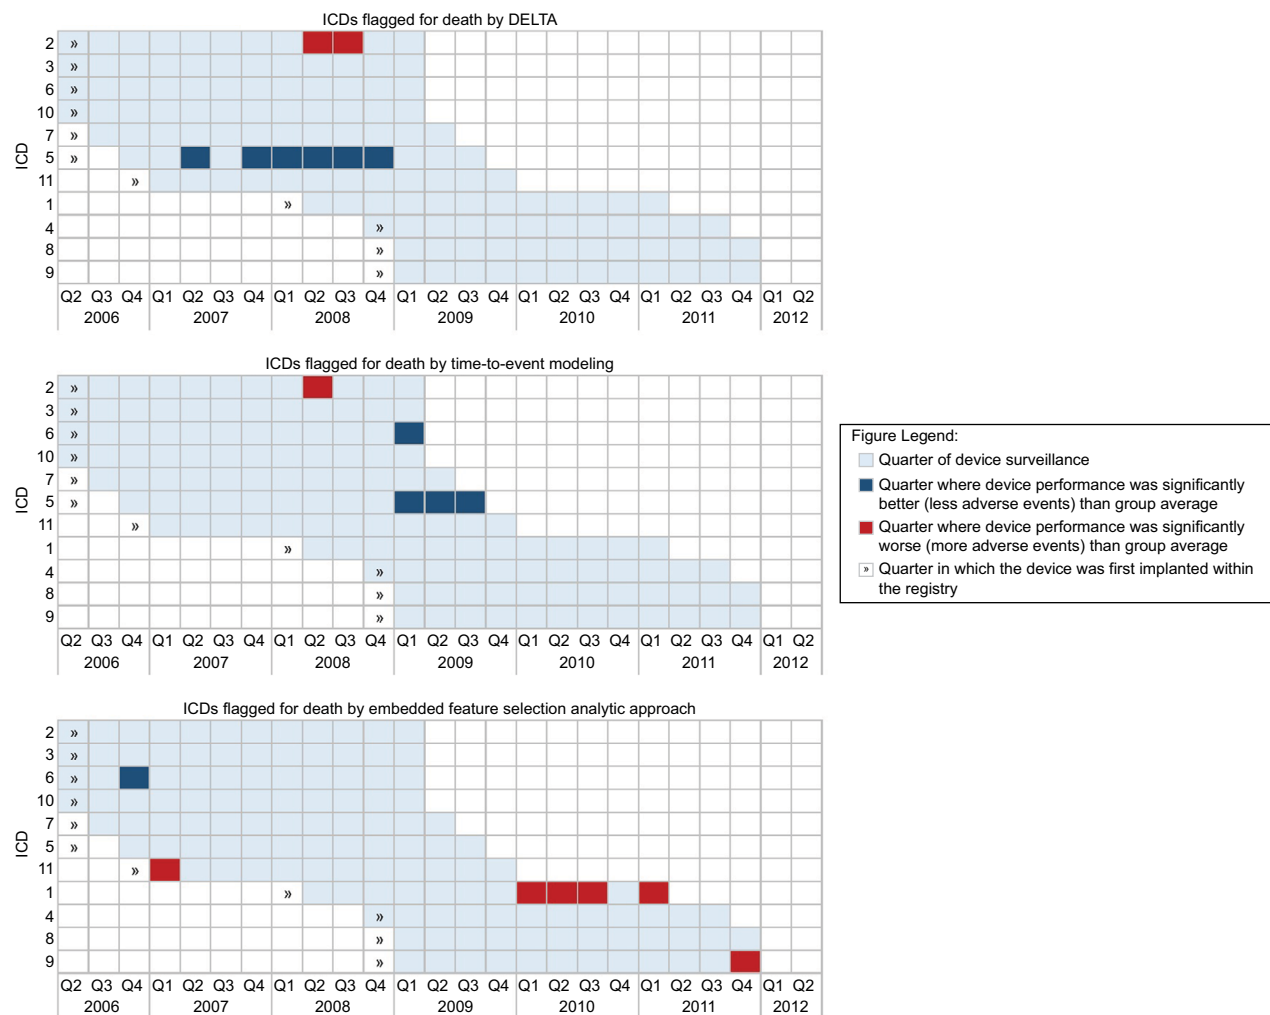 ICDs flagged for death by DELTA
ICD
2 »
3 »
6 »
10 »
7 »
5 »
11 »
1 »
4 »
8 »
9 »
Q2 Q3 Q4 Q1 Q2 Q3 Q4 Q1 Q2 Q3 Q4 Q1 Q2 Q3 Q4 Q1 Q2 Q3 Q4 Q1 Q2 Q3 Q4 Q1 Q2
2006 2007 2008 2009 2010 2011 2012
ICDs flagged for death by time-to-event modeling
ICD
2 »
3 »
6 »
10 »
7 »
5 »
11 »
1 »
4 »
8 »
9 »
Q2 Q3 Q4 Q1 Q2 Q3 Q4 Q1 Q2 Q3 Q4 Q1 Q2 Q3 Q4 Q1 Q2 Q3 Q4 Q1 Q2 Q3 Q4 Q1 Q2
2006 2007 2008 2009 2010 2011 2012
Figure Legend:
Quarter of device surveillance
Quarter where device performance was significantly
better (less adverse events) than group average
Quarter where device performance was significantly
worse (more adverse events) than group average
» Quarter in which the device was first implanted within
the registry
ICDs flagged for death by embedded feature selection analytic approach
ICD
2 »
3 »
6 »
10 »
7 »
5 »
11 »
1 »
4 »
8 »
9 »
Q2 Q3 Q4 Q1 Q2 Q3 Q4 Q1 Q2 Q3 Q4 Q1 Q2 Q3 Q4 Q1 Q2 Q3 Q4 Q1 Q2 Q3 Q4 Q1 Q2
2006 2007 2008 2009 2010 2011 2012